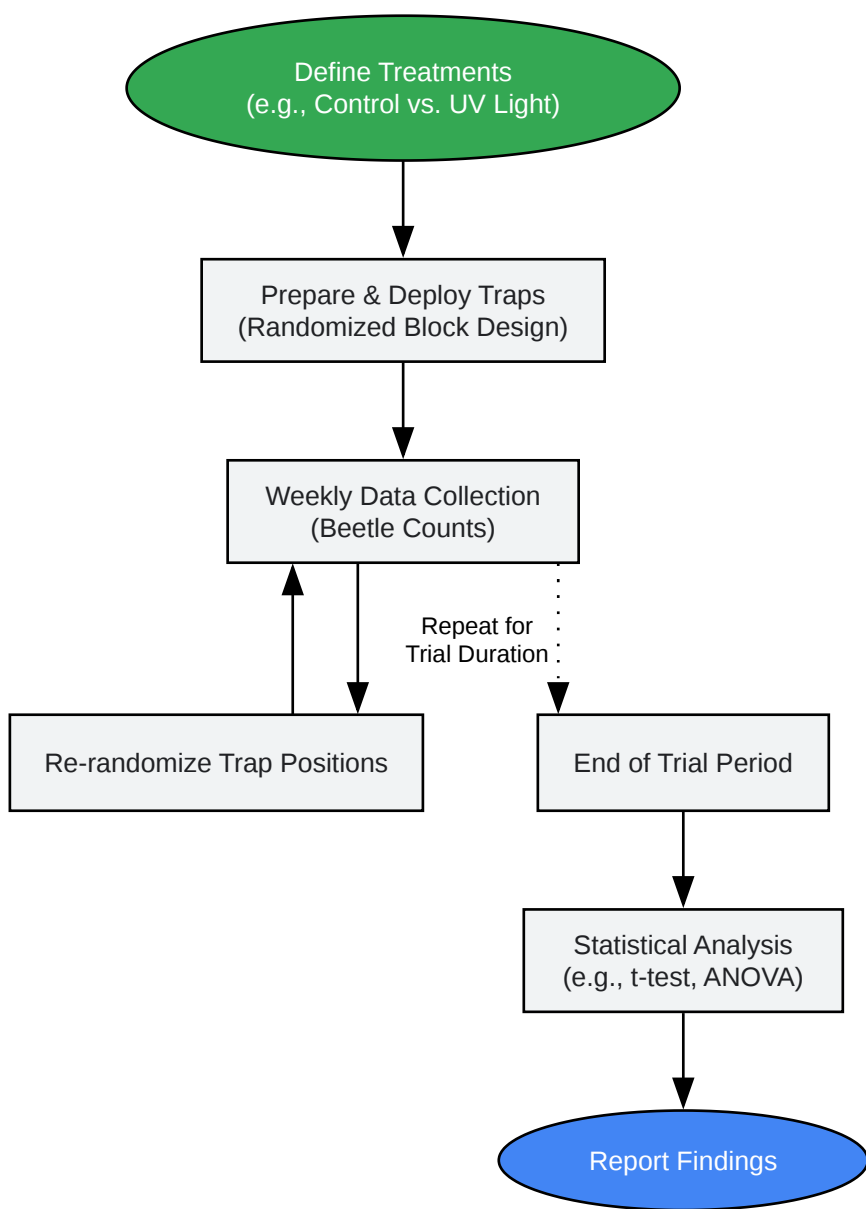 Define Treatments
(e.g., Control vs. UV Light)
Prepare & Deploy Traps
(Randomized Block Design)
Weekly Data Collection
(Beetle Counts)
Repeat for
Trial Duration
Re-randomize Trap Positions
End of Trial Period
Statistical Analysis
(e.g., t-test, ANOVA)
Report Findings